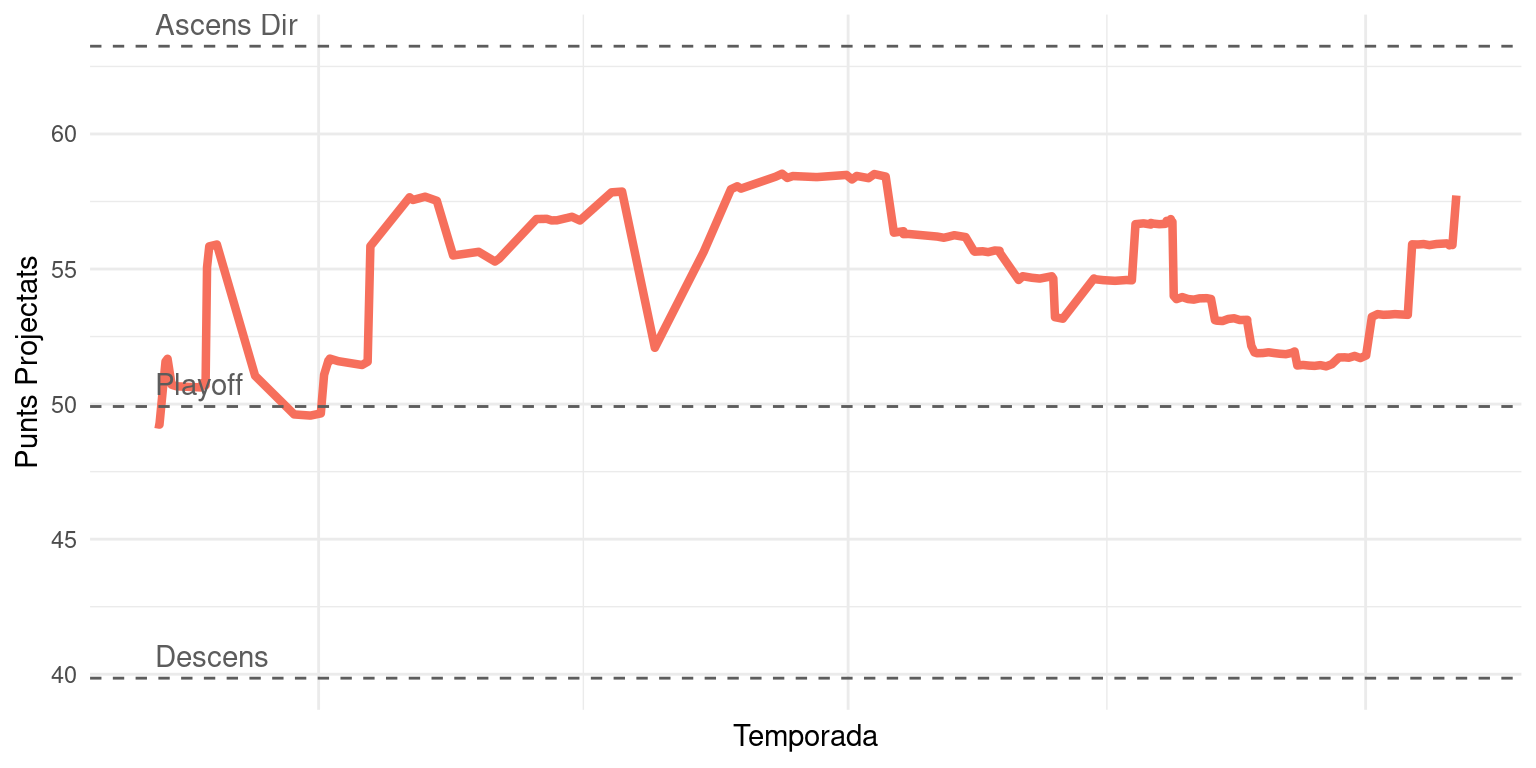 Ascens Dir
60
55
Playoff
50
45
Descens
40
Punts Projectats
Temporada